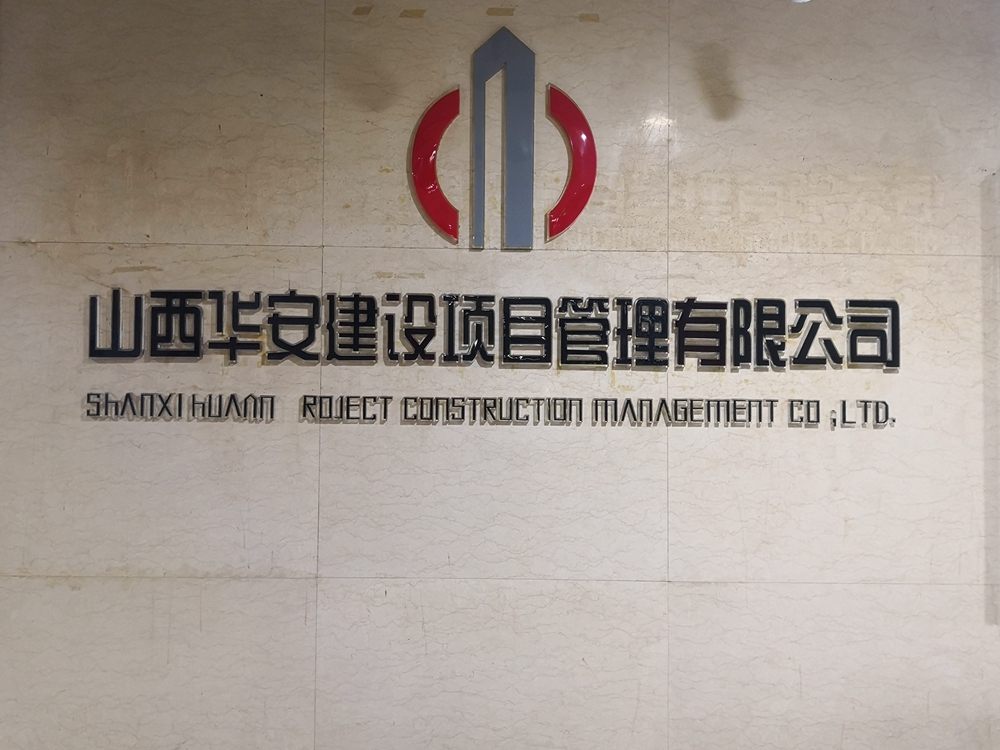 山西华安建设项目管理有限公司
ShANXI hUANN ROJECT CONSTRUCTION MANAGEMENT CO ;LTD.